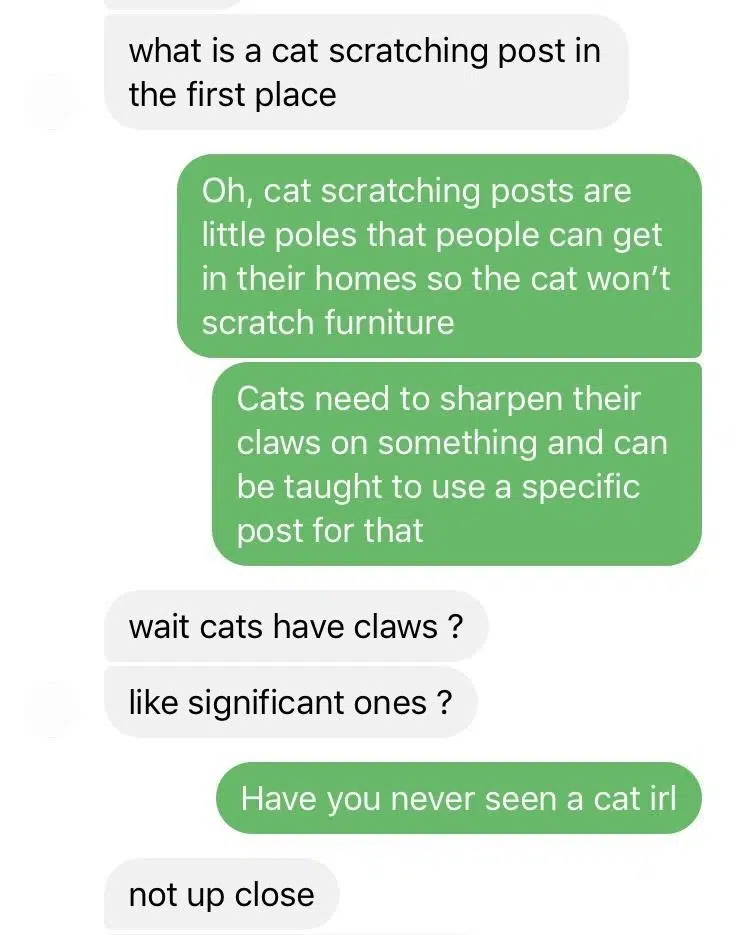 what is a cat scratching post in
the first place
Oh, cat scratching posts are
little poles that people can get
in their homes so the cat won’t
scratch furniture
Cats need to sharpen their
claws on something and can
be taught to use a specific
post for that
wait cats have claws ?
like significant ones ?
Have you never seen a cat irl
not up close